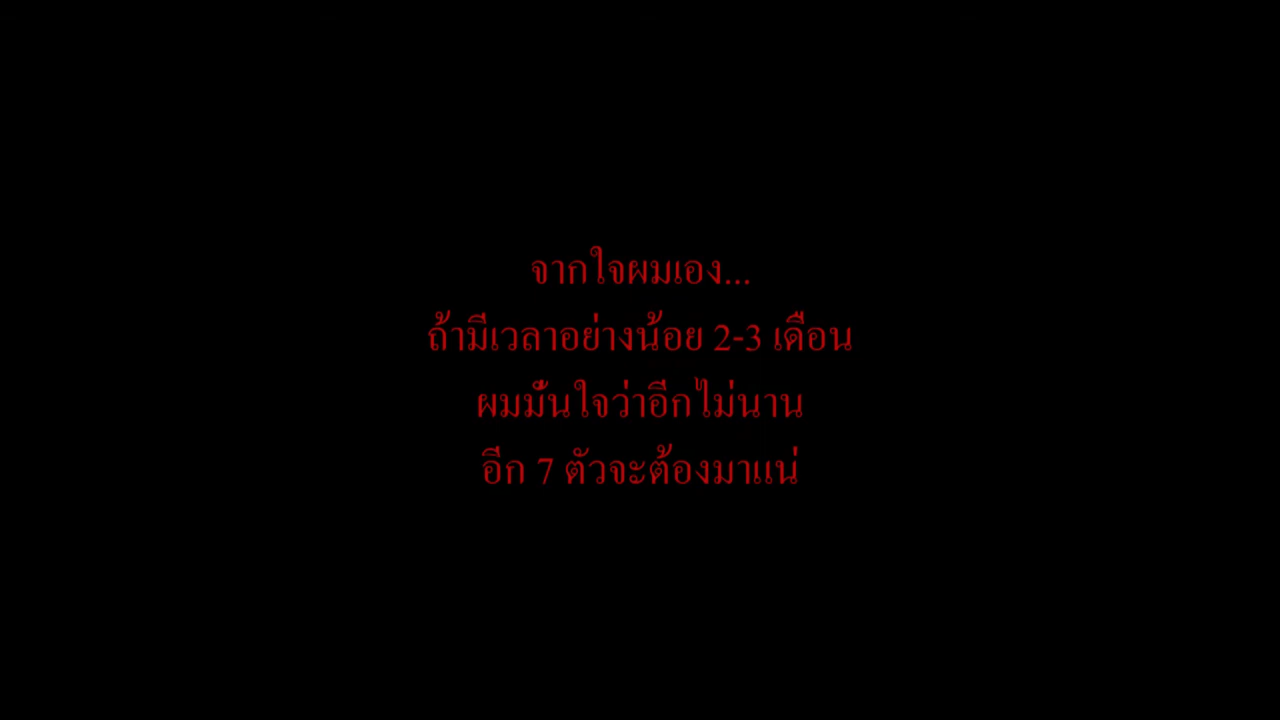 จากใจผมเอง...
ถ้ามีเวลาอย่างน้อย 2-3 เดือน
ผมมั่นใจว่าอีกไม่นาน
อีก 7 ตัวจะต้องมาแน่